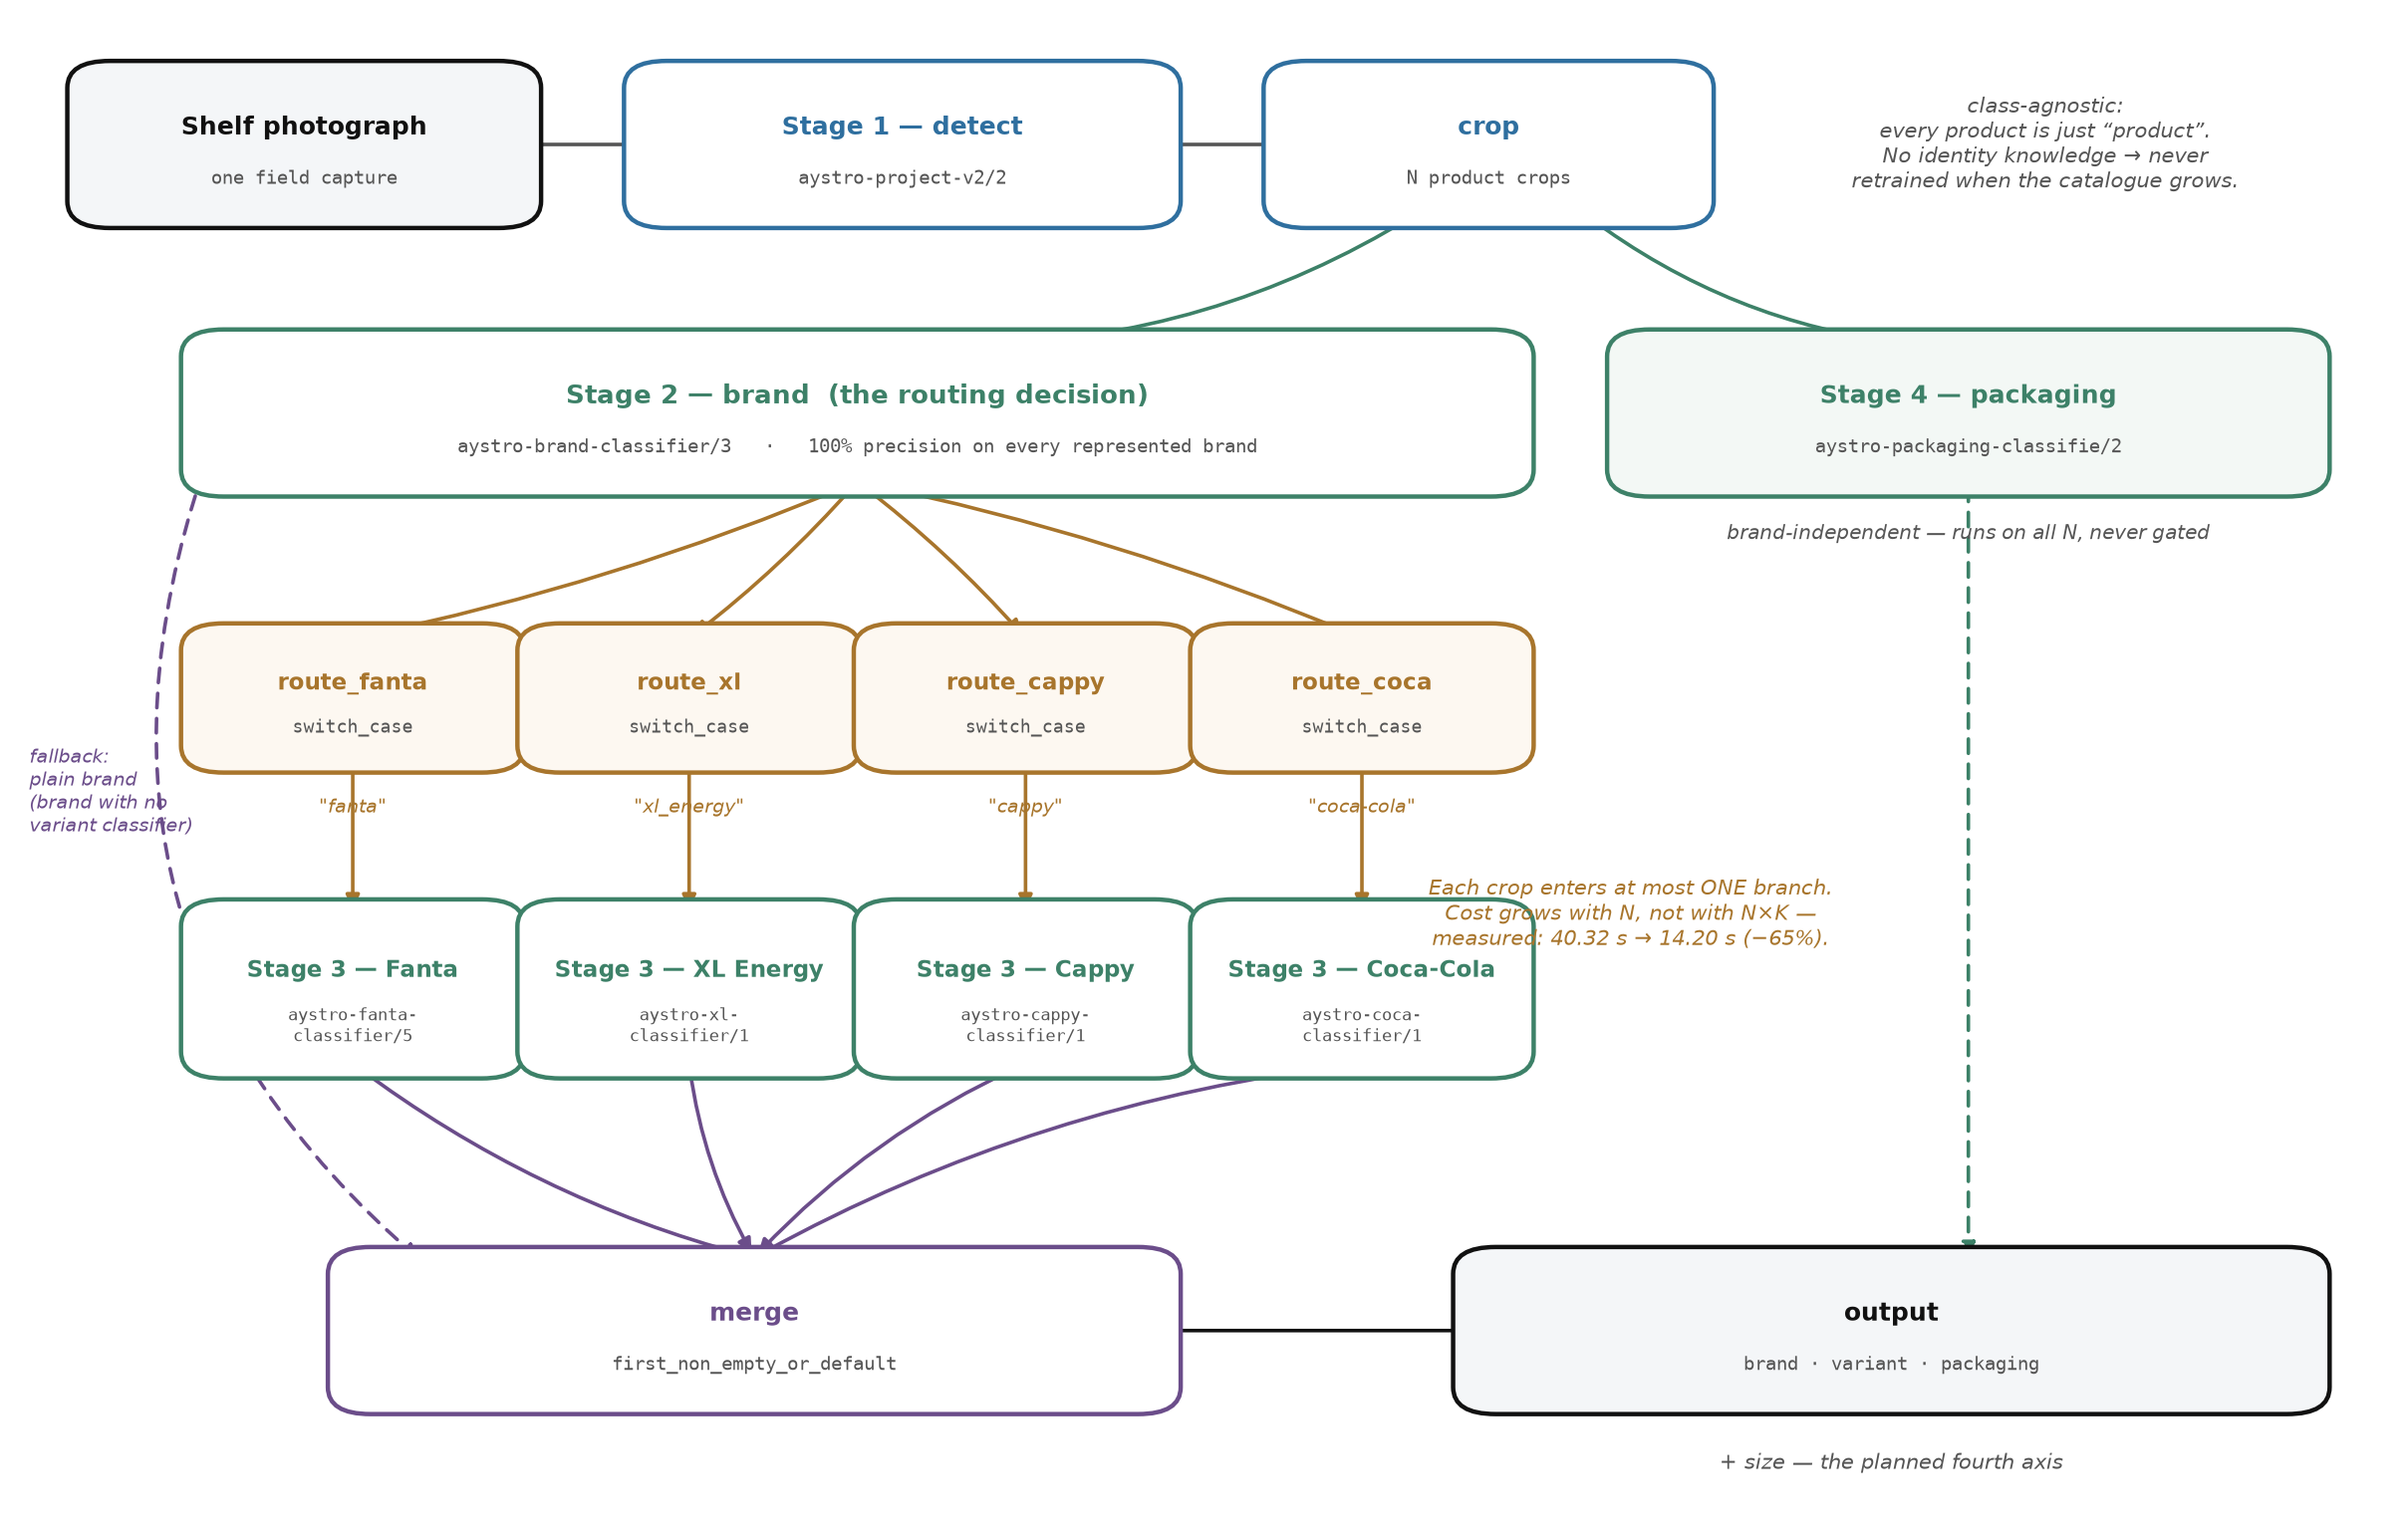 Shelf photograph
one field capture
Stage 1 — detect
aystro-project-v2/2
crop
N product crops
class-agnostic:
every product is just “product”.
No identity knowledge → never
retrained when the catalogue grows.
Stage 2 — brand  (the routing decision)
aystro-brand-classifier/3   ·   100% precision on every represented brand
Stage 4 — packaging
aystro-packaging-classifie/2
brand-independent — runs on all N, never gated
route_fanta
switch_case
route_xl
switch_case
route_cappy
switch_case
route_coca
switch_case
fallback:
plain brand
(brand with no
variant classifier)
"fanta"
"xl_energy"
"cappy"
"coca-cola"
Each crop enters at most ONE branch.
Cost grows with N, not with N×K —
measured: 40.32 s → 14.20 s (−65%).
Stage 3 — Fanta
aystro-fanta-
classifier/5
Stage 3 — XL Energy
aystro-xl-
classifier/1
Stage 3 — Cappy
aystro-cappy-
classifier/1
Stage 3 — Coca-Cola
aystro-coca-
classifier/1
merge
first_non_empty_or_default
output
brand · variant · packaging
+ size — the planned fourth axis